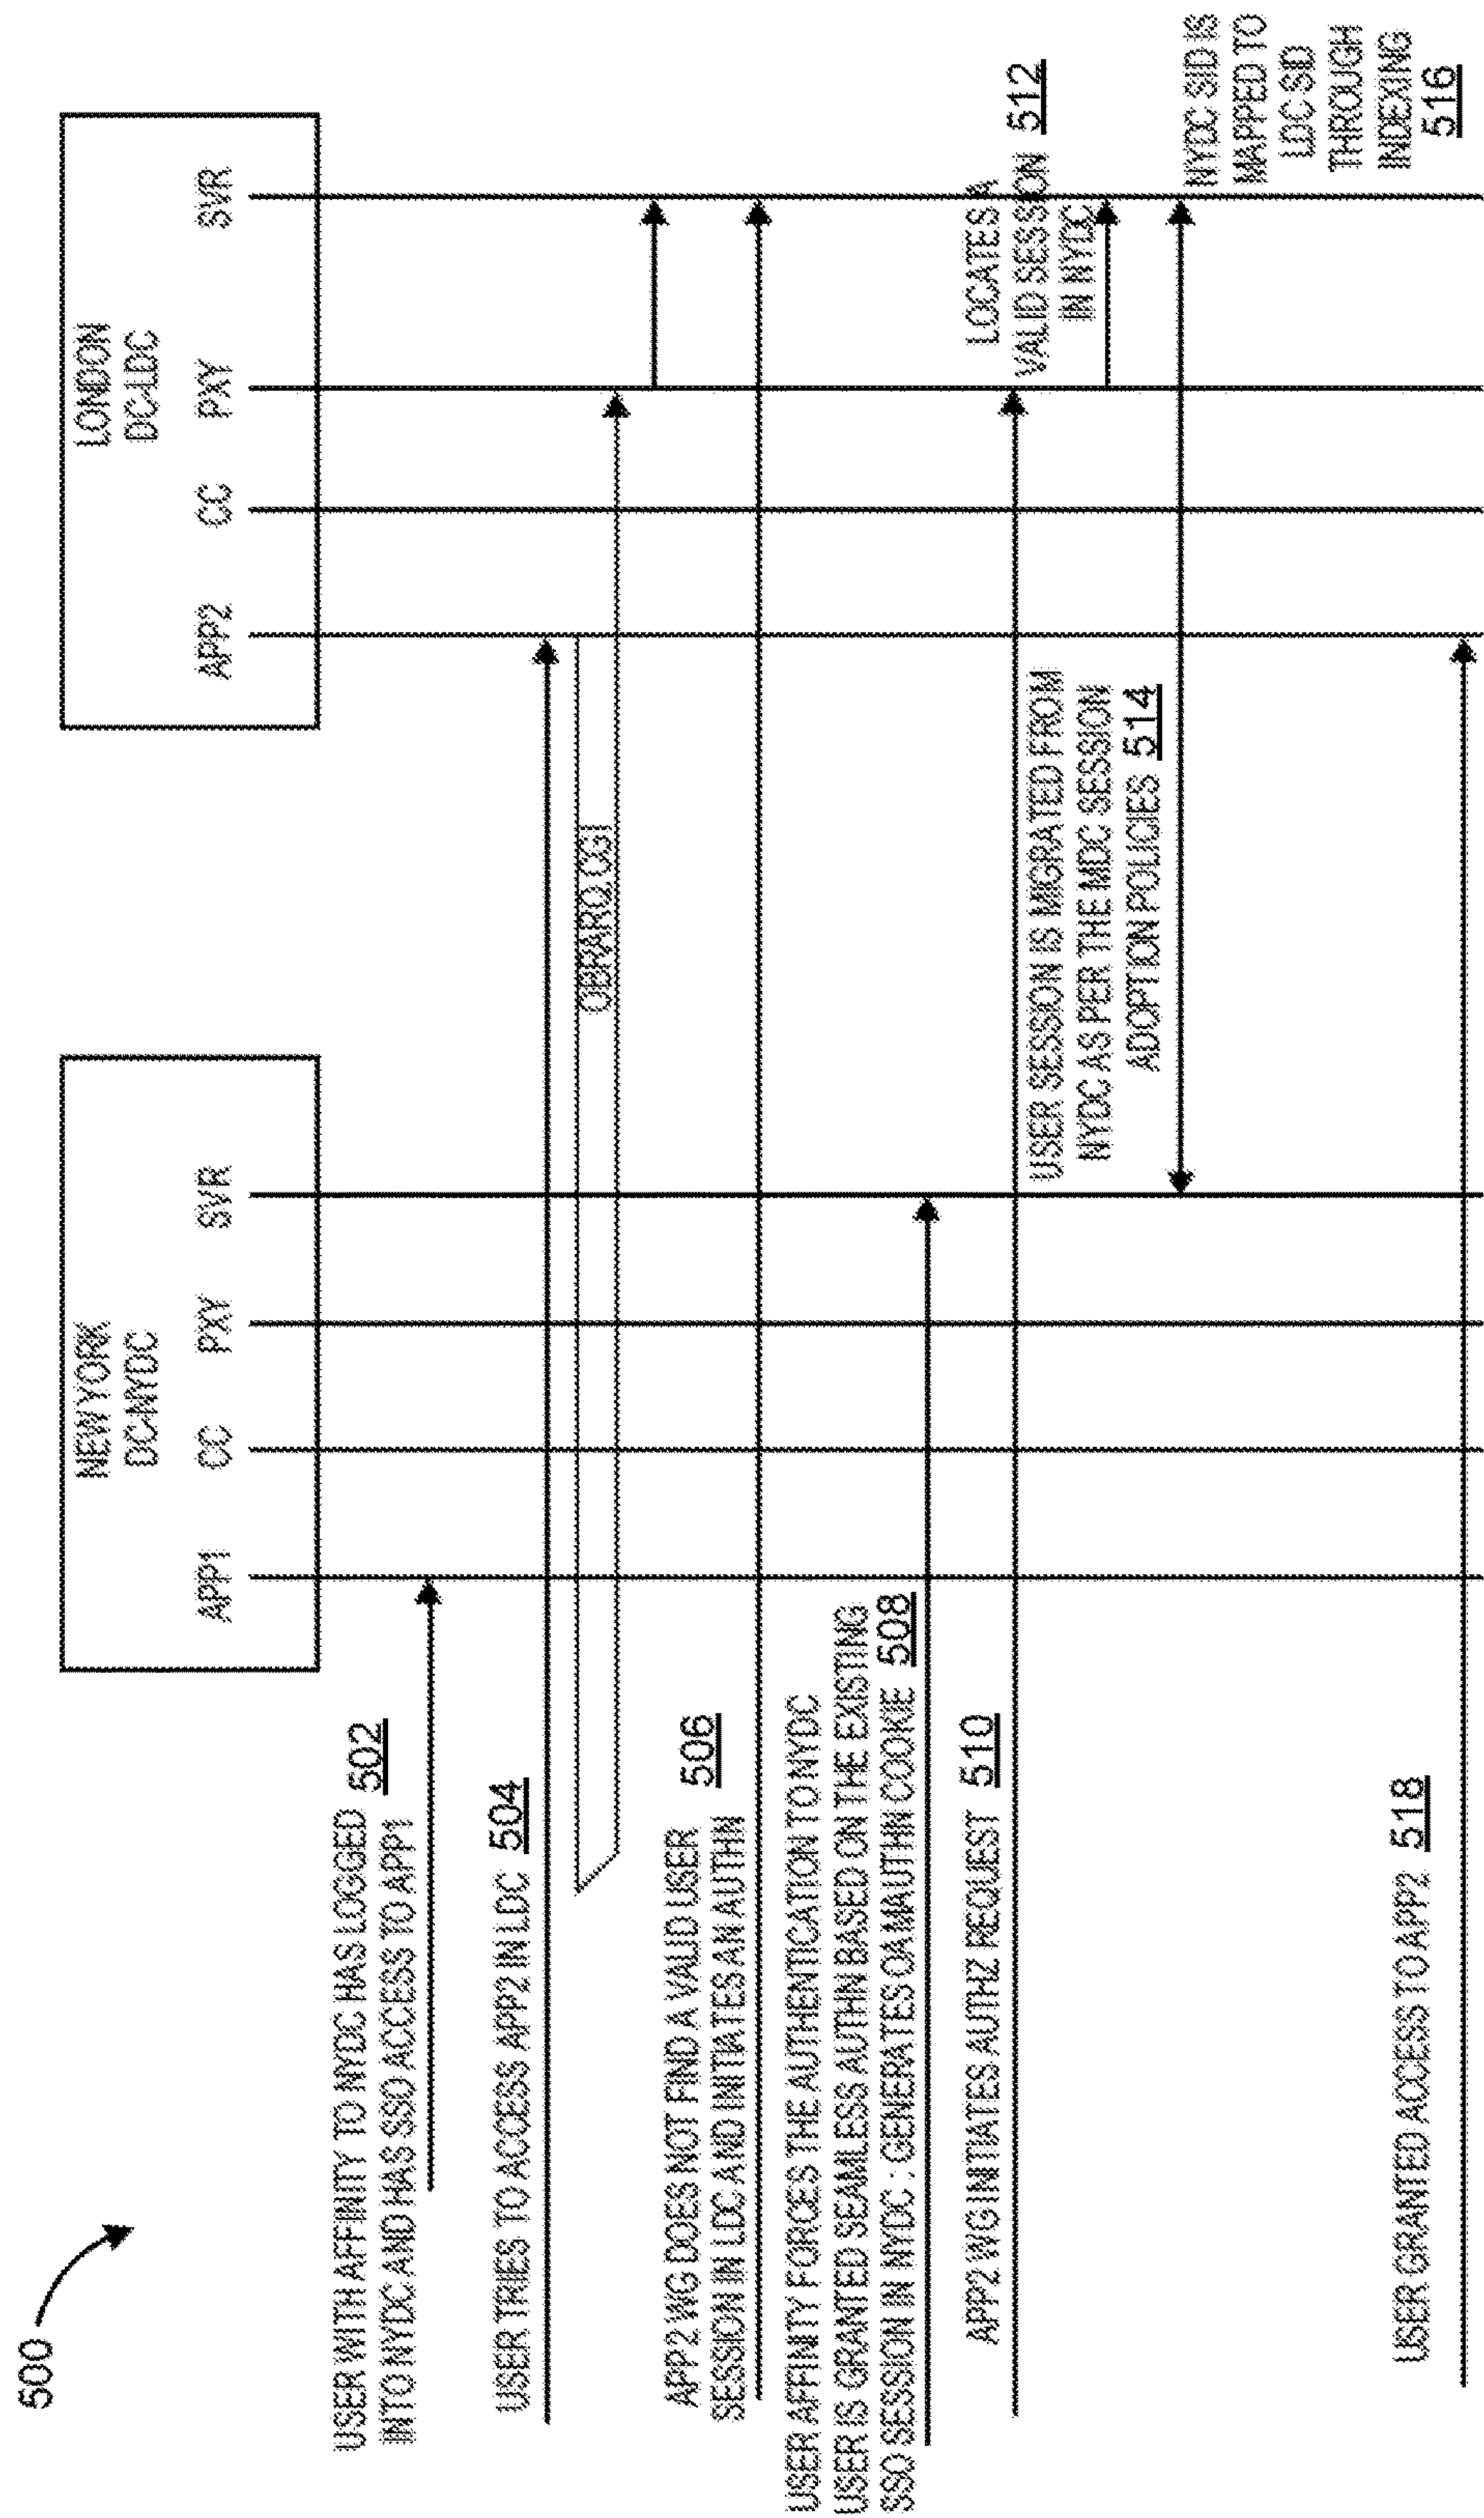 500
NEW YORK
DC-NYDC
APP1 CC PXY SVR
LONDON
DC-LDC
APP2 CC PXY SVR
USER WITH AFFINITY TO NYDC HAS LOGGED
INTO NYDC AND HAS SSO ACCESS TO APP1
502
USER TRIES TO ACCESS APP2 IN LDC 504
OBRARQ.CGI
APP2 WG DOES NOT FIND A VALID USER
SESSION IN LDC AND INITIATES AN AUTHN
506
USER AFFINITY FORCES THE AUTHENTICATION TO NYDC
USER IS GRANTED SEAMLESS AUTHN BASED ON THE EXISTING
SSO SESSION IN NYDC : GENERATES OAMAUTHN COOKIE 508
APP2 WG INITIATES AUTHZ REQUEST 510
LOCATES A
VALID SESSION 512
IN NYDC
USER SESSION IS MIGRATED FROM
NYDC AS PER THE MDC SESSION
ADOPTION POLICIES 514
NYDC SID IS
MAPPED TO
LDC SID
THROUGH
INDEXING
516
USER GRANTED ACCESS TO APP2 518